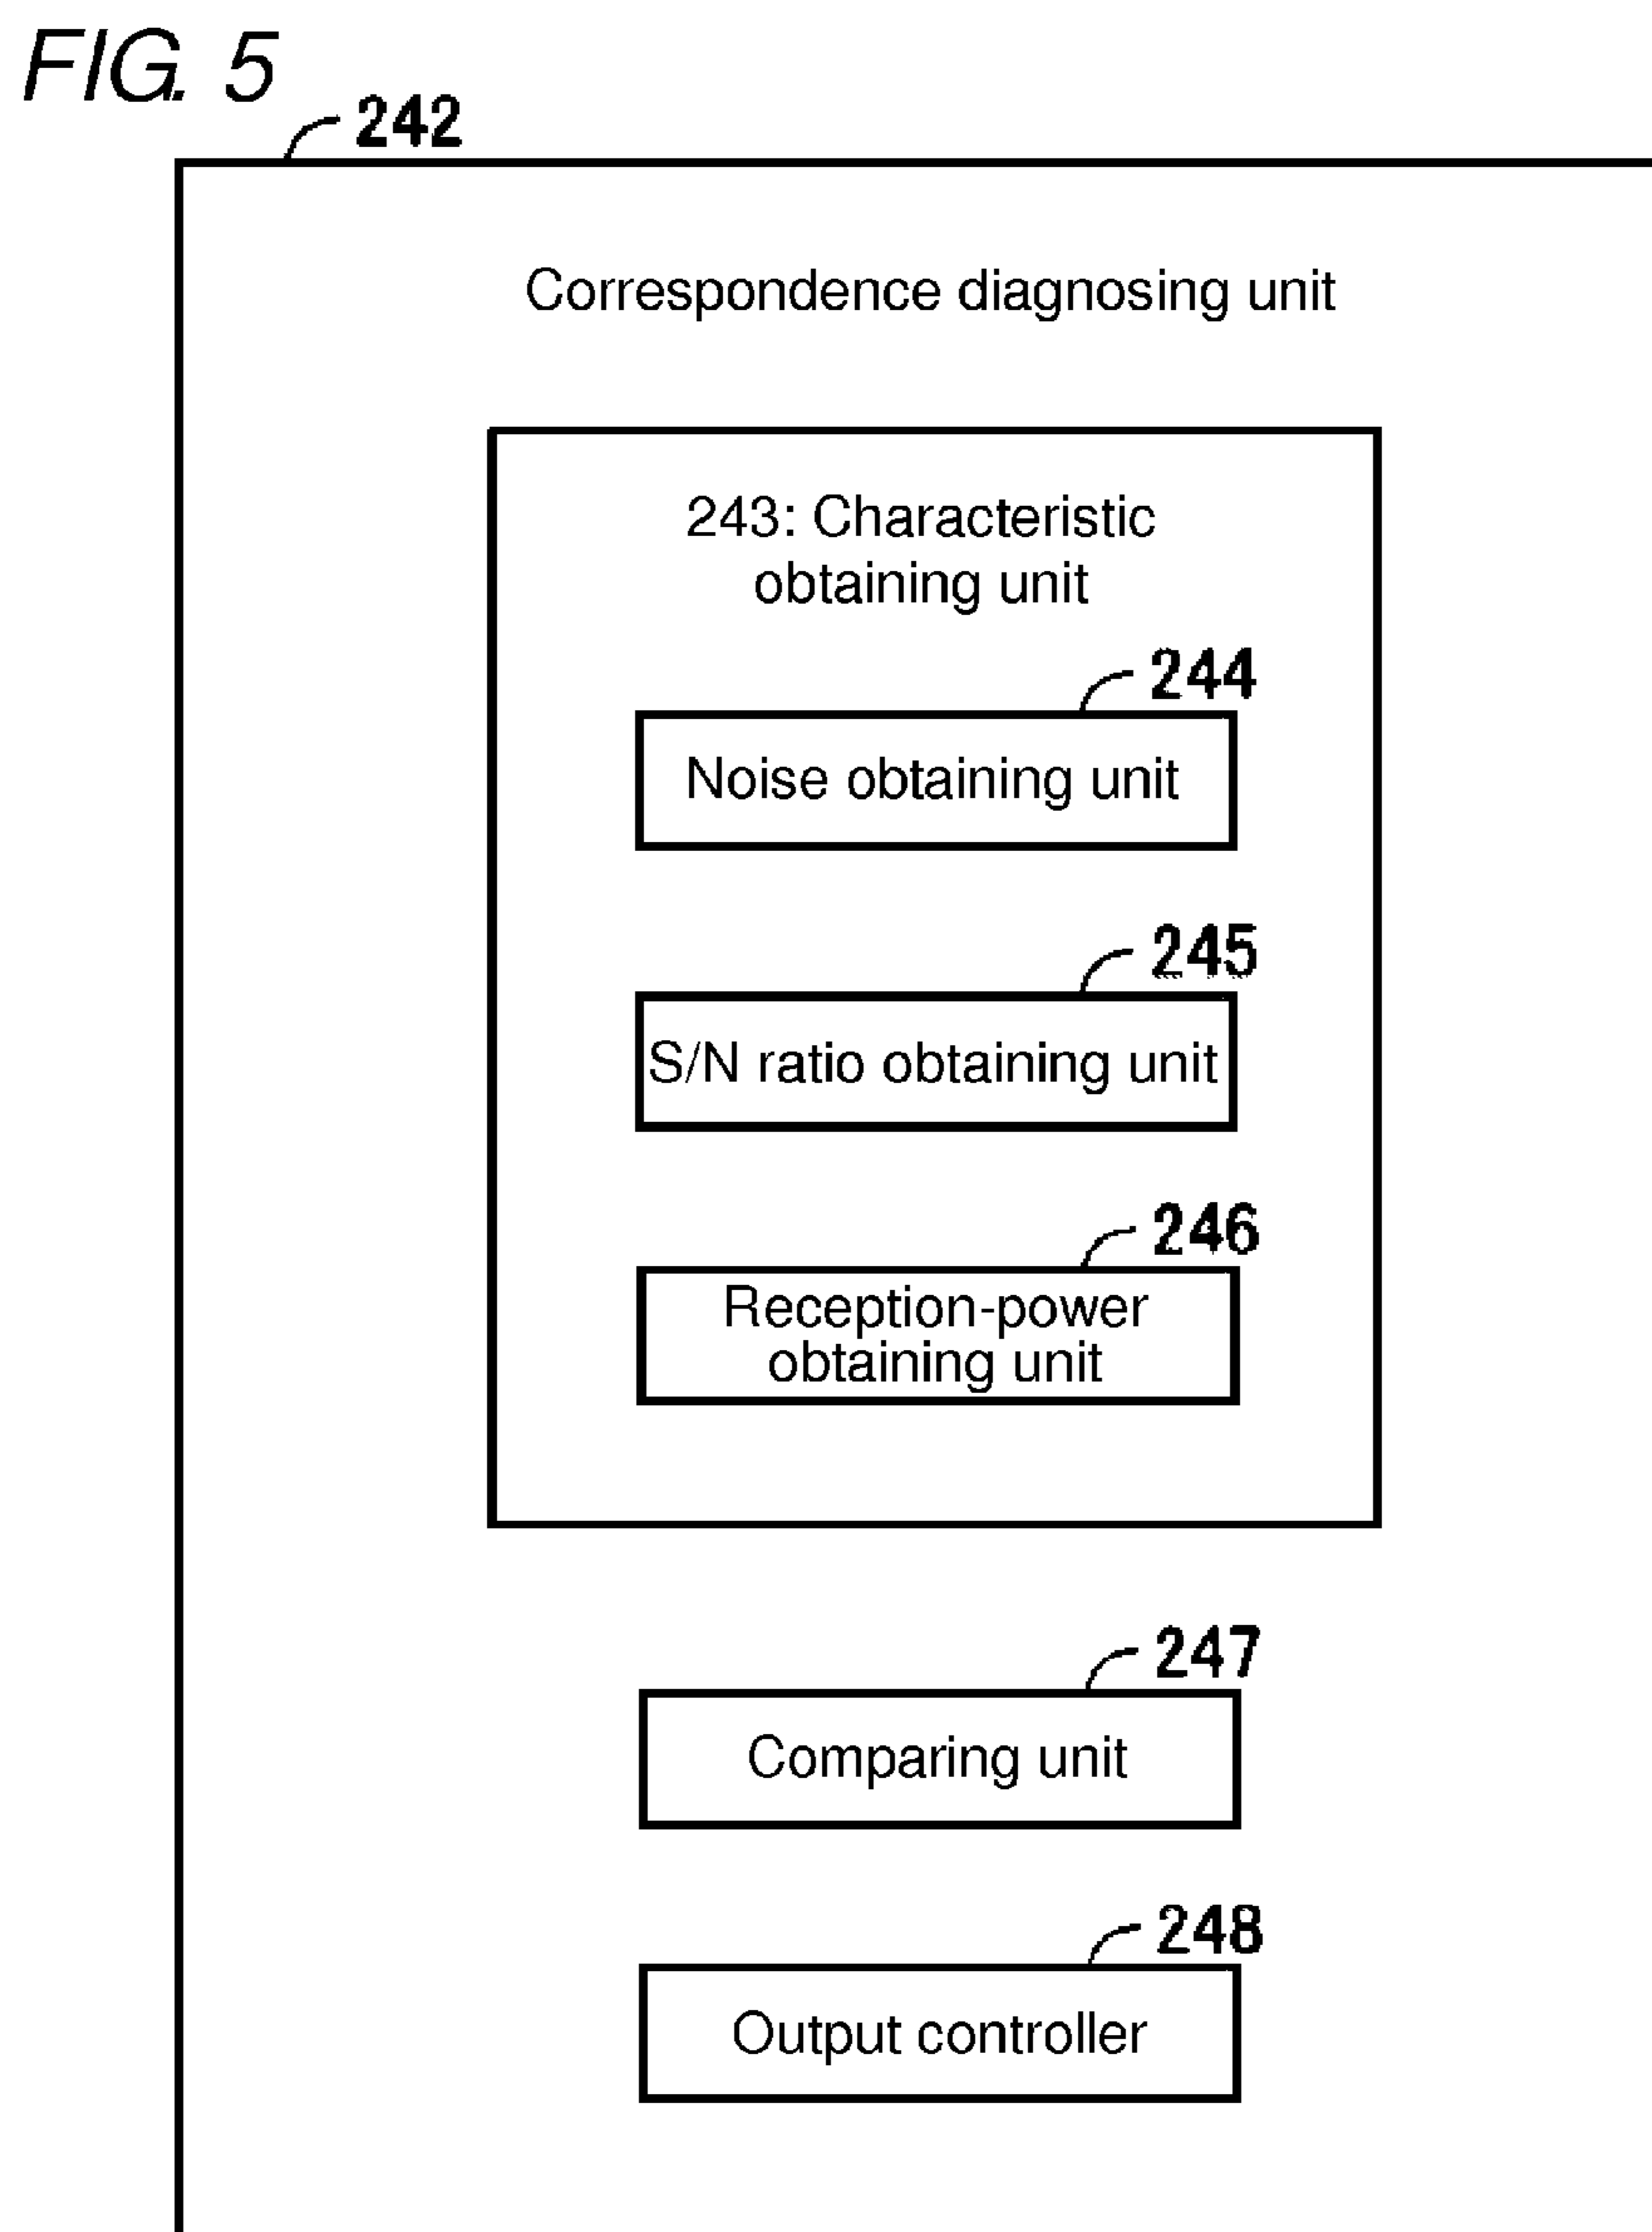 FIG. 5
242
Correspondence diagnosing unit
243: Characteristic
obtaining unit
244
Noise obtaining unit
245
S/N ratio obtaining unit
246
Reception-power
obtaining unit
247
Comparing unit
248
Output controller